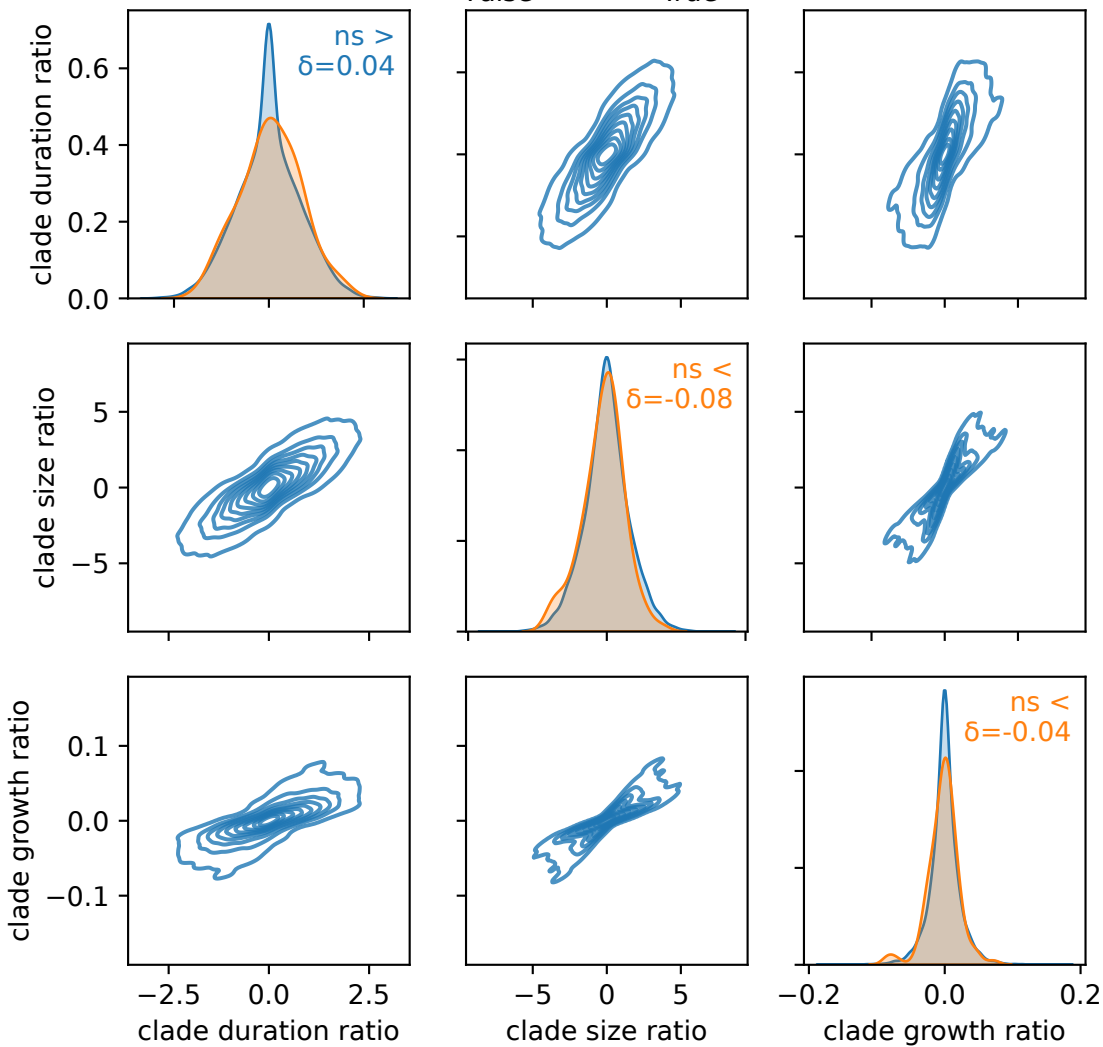 ns >
δ=0.04
clade duration ratio
0.6
0.4
0.2
0.0
clade size ratio
5
0
−5
ns <
δ=-0.08
clade growth ratio
0.1
0.0
−0.1
ns <
δ=-0.04
−2.5 0.0 2.5
−5 0 5
−0.2 0.0 0.2
clade duration ratio
clade size ratio
clade growth ratio